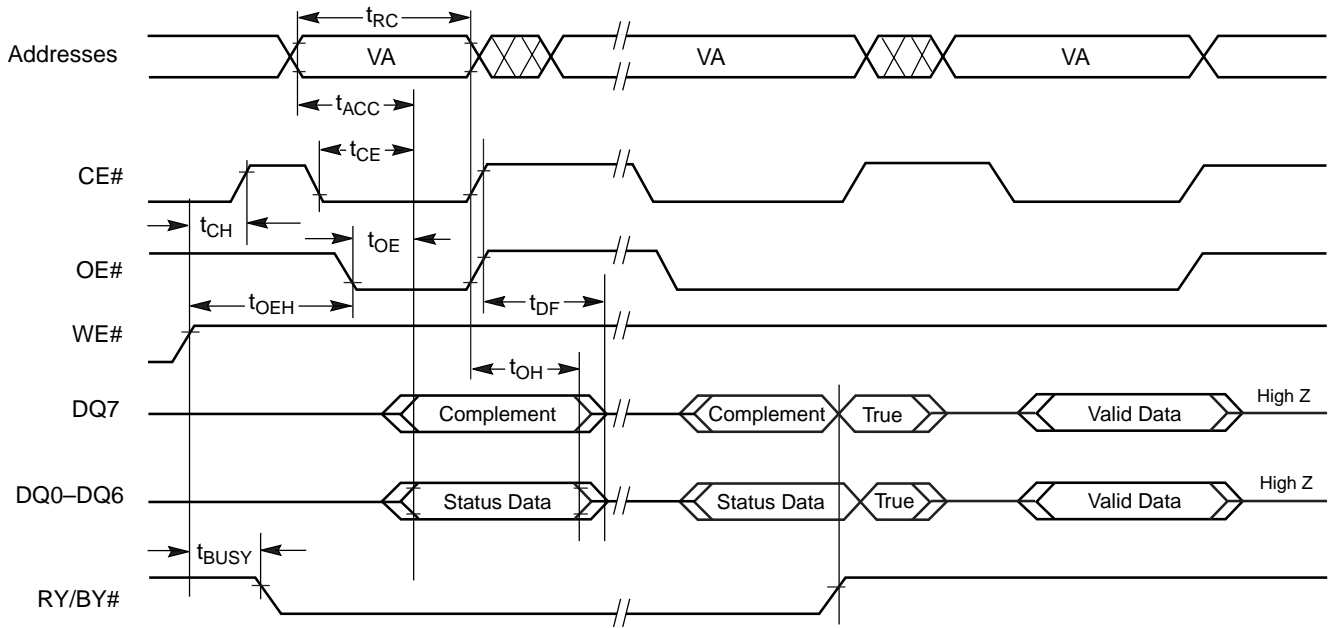 tRC
Addresses VA VA VA
tACC
tCE
CE#
tCH tOE
OE#
tOEH tDF
WE#
tOH
DQ7 Complement Complement True Valid Data High Z
DQ0–DQ6 Status Data Status Data True Valid Data High Z
tBUSY
RY/BY#